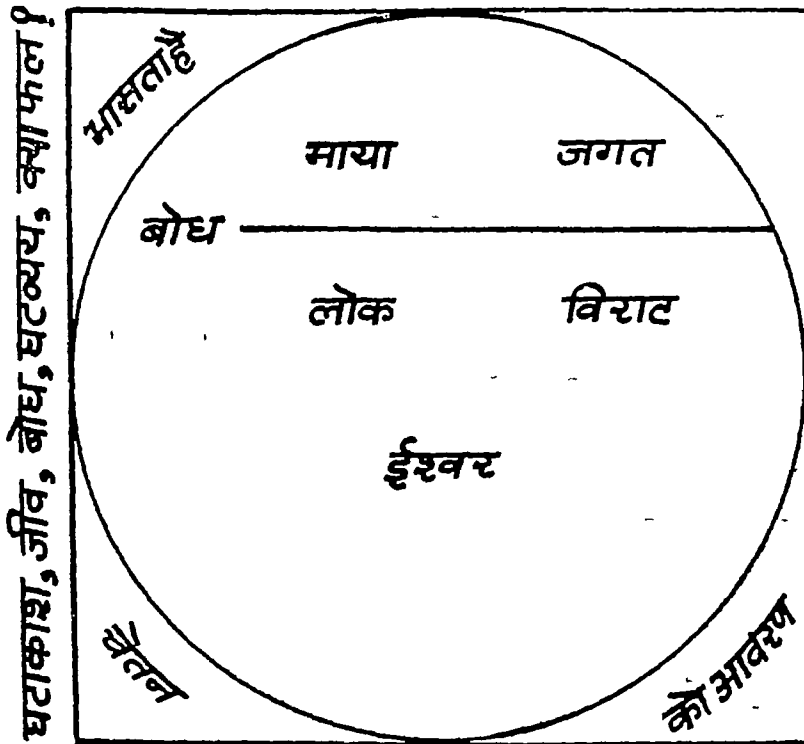 घटाकाश, जीव, बोध, घटव्यय, क्या फल?
भासता है
माया जगत
बोध
लोक विराट
ईश्वर
चेतन
को आवरण